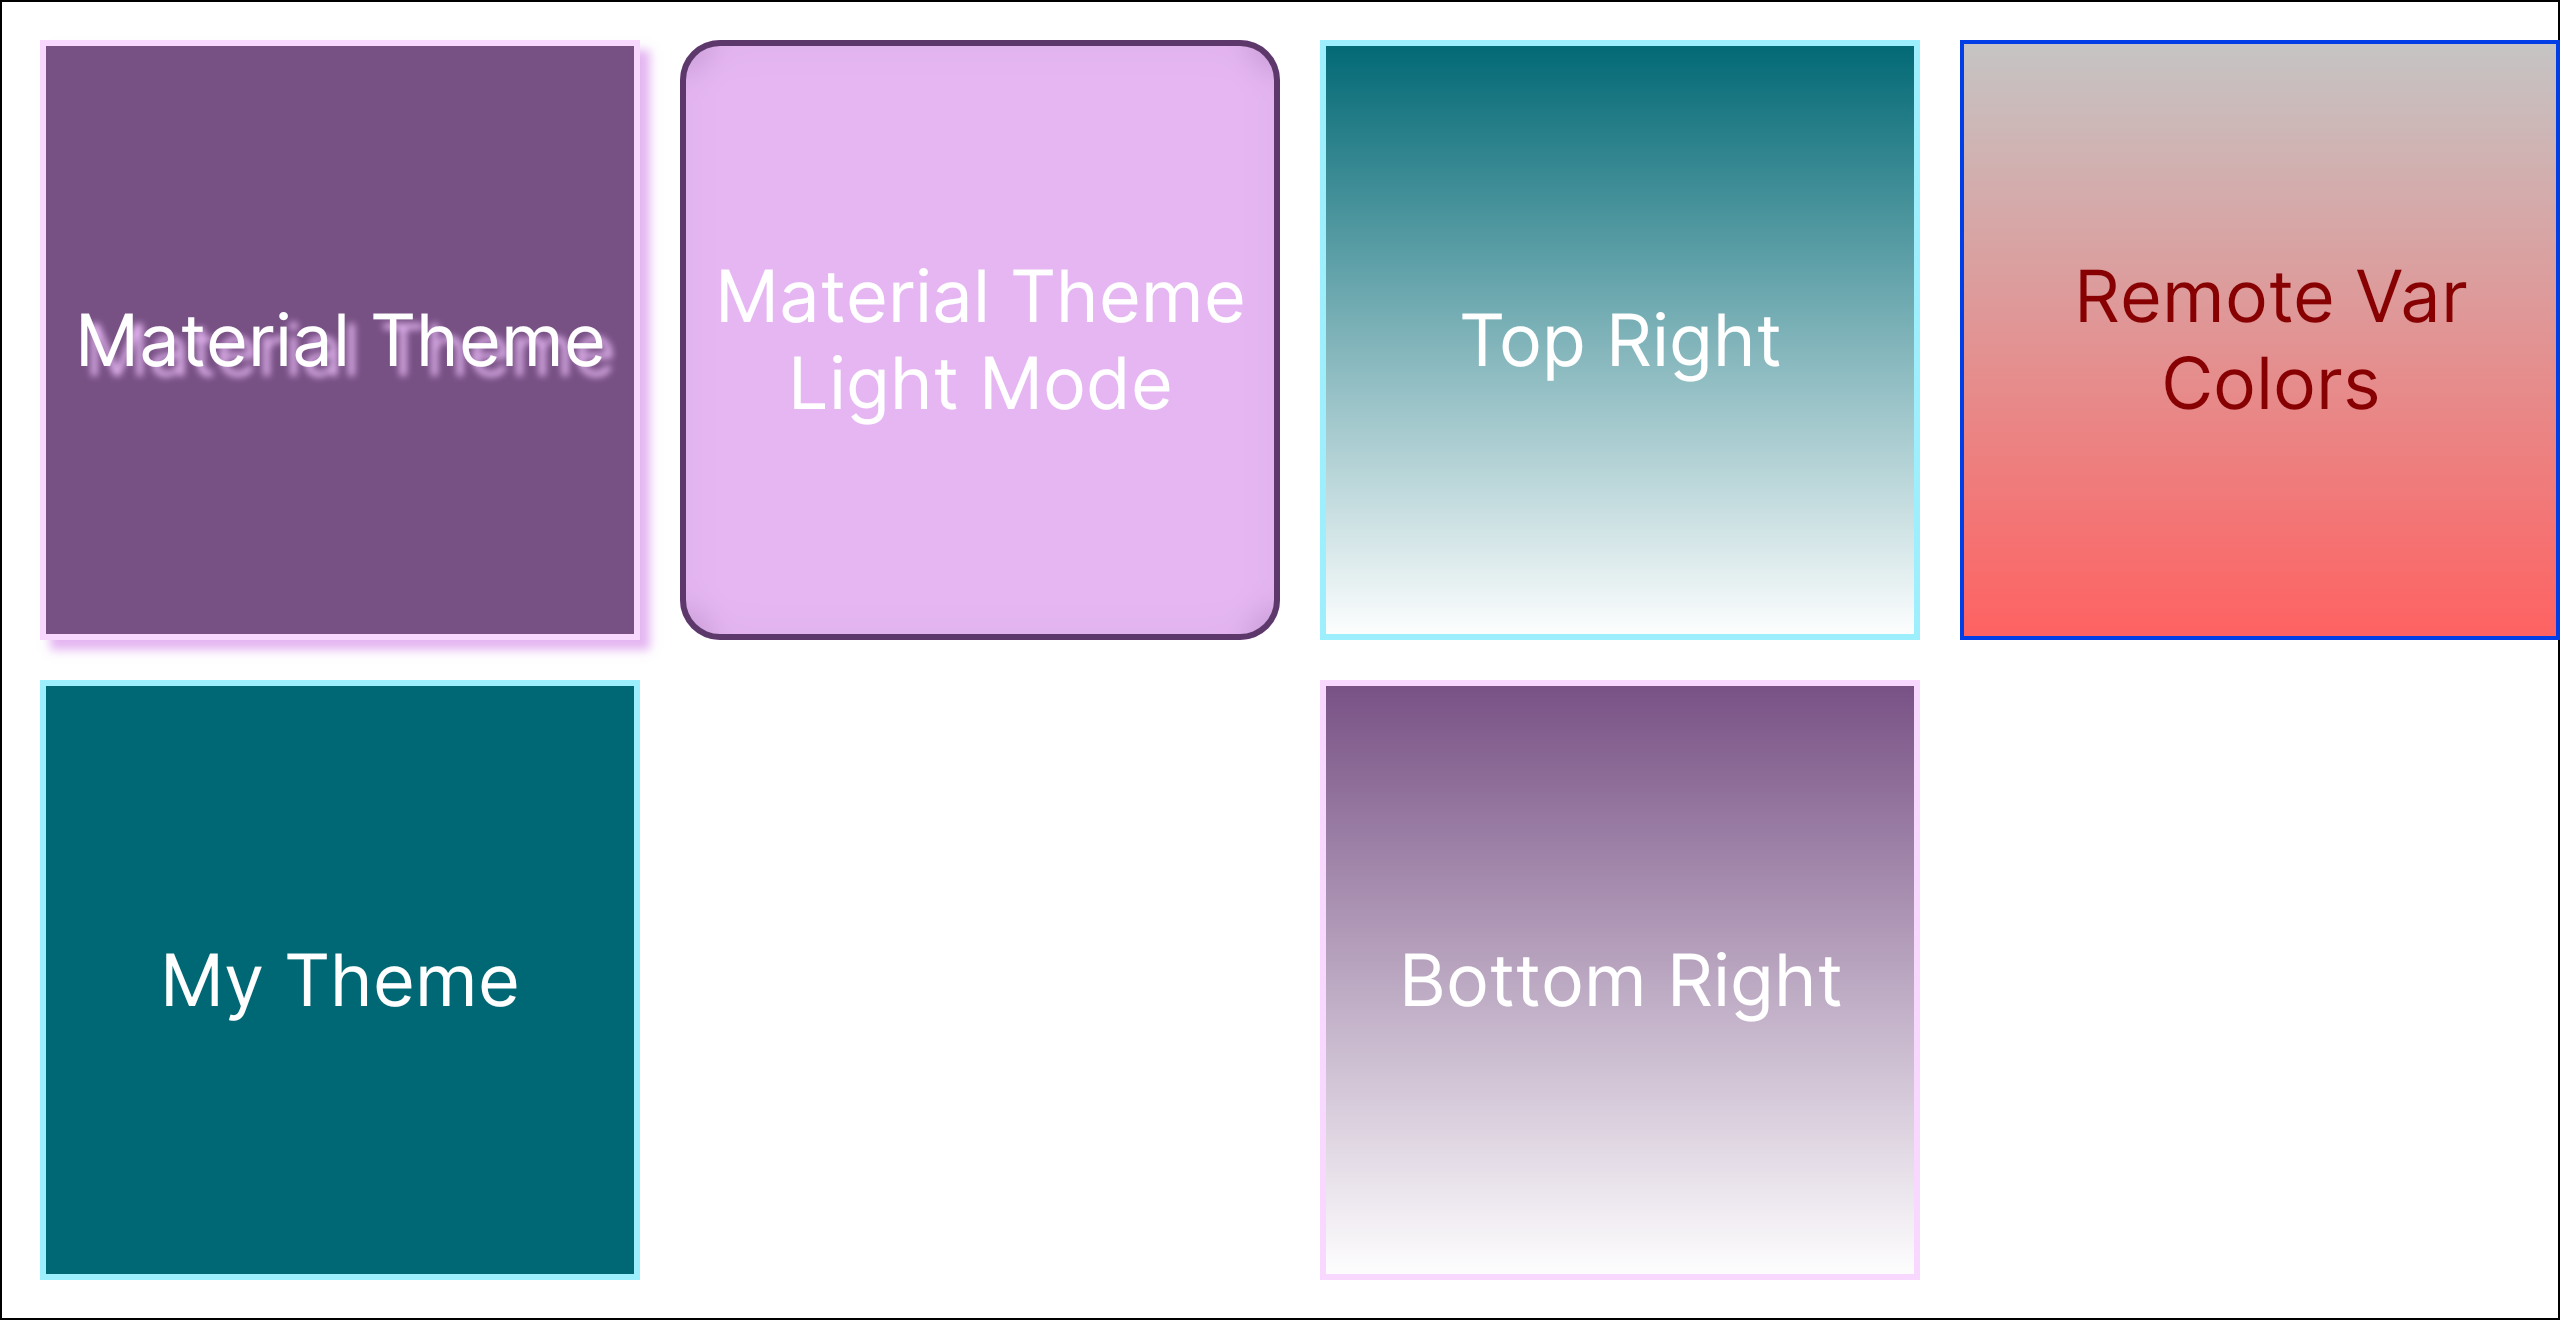 Material Theme
Material Theme
Light Mode
Top Right
Remote Var
Colors
My Theme
Bottom Right